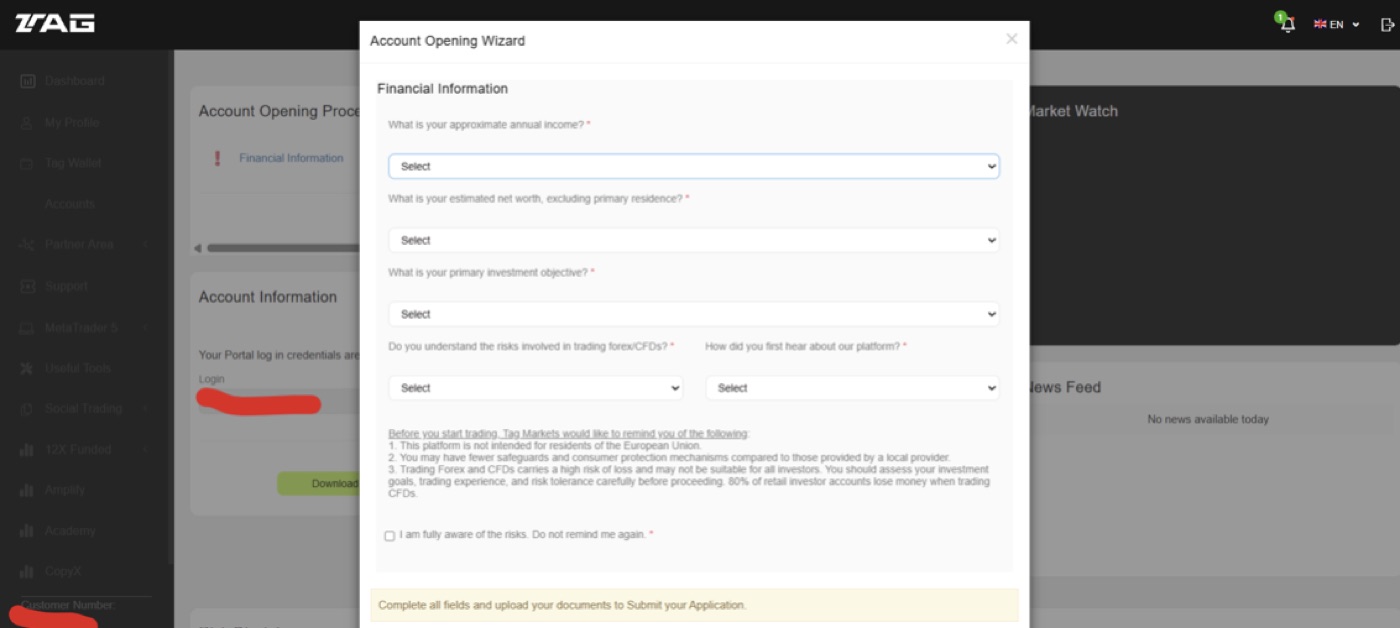 TAG
1
EN
Dashboard
My Profile
Tag Wallet
Accounts
Partner Area
Support
MetaTrader 5
Useful Tools
Social Trading
12X Funded
Amplify
Academy
CopyX
Customer Number:
Account Opening Proce
Financial Information
Account Information
Your Portal log in credentials are
Login
Download
Account Opening Wizard
×
Financial Information
What is your approximate annual income? *
Select
What is your estimated net worth, excluding primary residence? *
Select
What is your primary investment objective? *
Select
Do you understand the risks involved in trading forex/CFDs? * How did you first hear about our platform? *
Select Select
Before you start trading, Tag Markets would like to remind you of the following:
1. This platform is not intended for residents of the European Union.
2. You may have fewer safeguards and consumer protection mechanisms compared to those provided by a local provider.
3. Trading Forex and CFDs carries a high risk of loss and may not be suitable for all investors. You should assess your investment
goals, trading experience, and risk tolerance carefully before proceeding. 80% of retail investor accounts lose money when trading
CFDs.
I am fully aware of the risks. Do not remind me again. *
Complete all fields and upload your documents to Submit your Application.
Market Watch
News Feed
No news available today